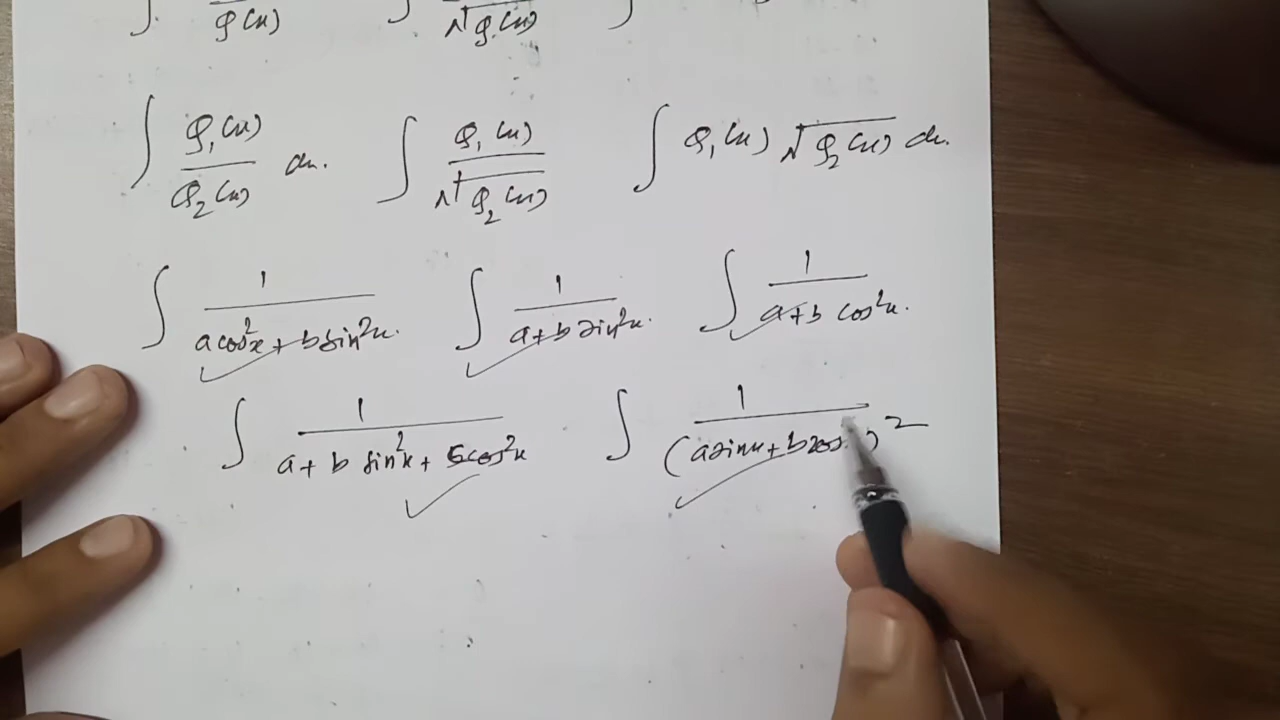 ∫ φ(x) ∫ √φ(x) ∫
∫ φ₁(x)/φ₂(x) dx. ∫ φ₁(x)/√φ₂(x) ∫ φ₁(x) √φ₂(x) dx.
∫ 1/(a cos²x + b sin²x. ∫ 1/(a + b sin²x. ∫ 1/(a + b cos²x.
∫ 1/(a + b sin²x + c cos²x ∫ 1/(a sinx + b cos )²